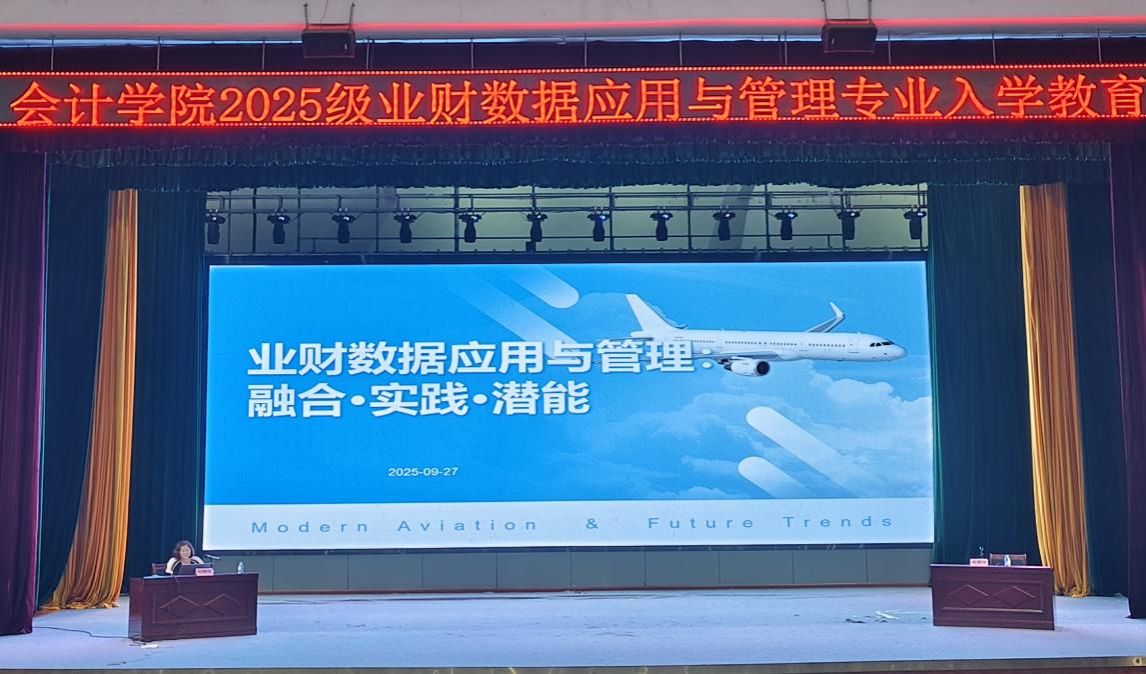 会计学院2025级业财数据应用与管理专业入学教育
业财数据应用与管理：
融合•实践•潜能
2025-09-27
Modern Aviation & Future Trends